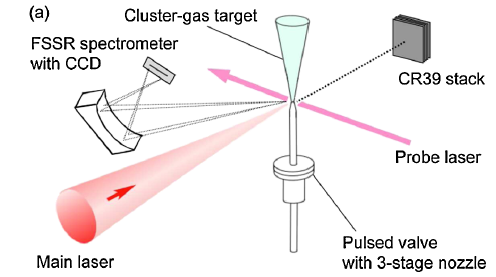 (a)
Cluster-gas target
FSSR spectrometer
with CCD
CR39 stack
Probe laser
Main laser
Pulsed valve
with 3-stage nozzle